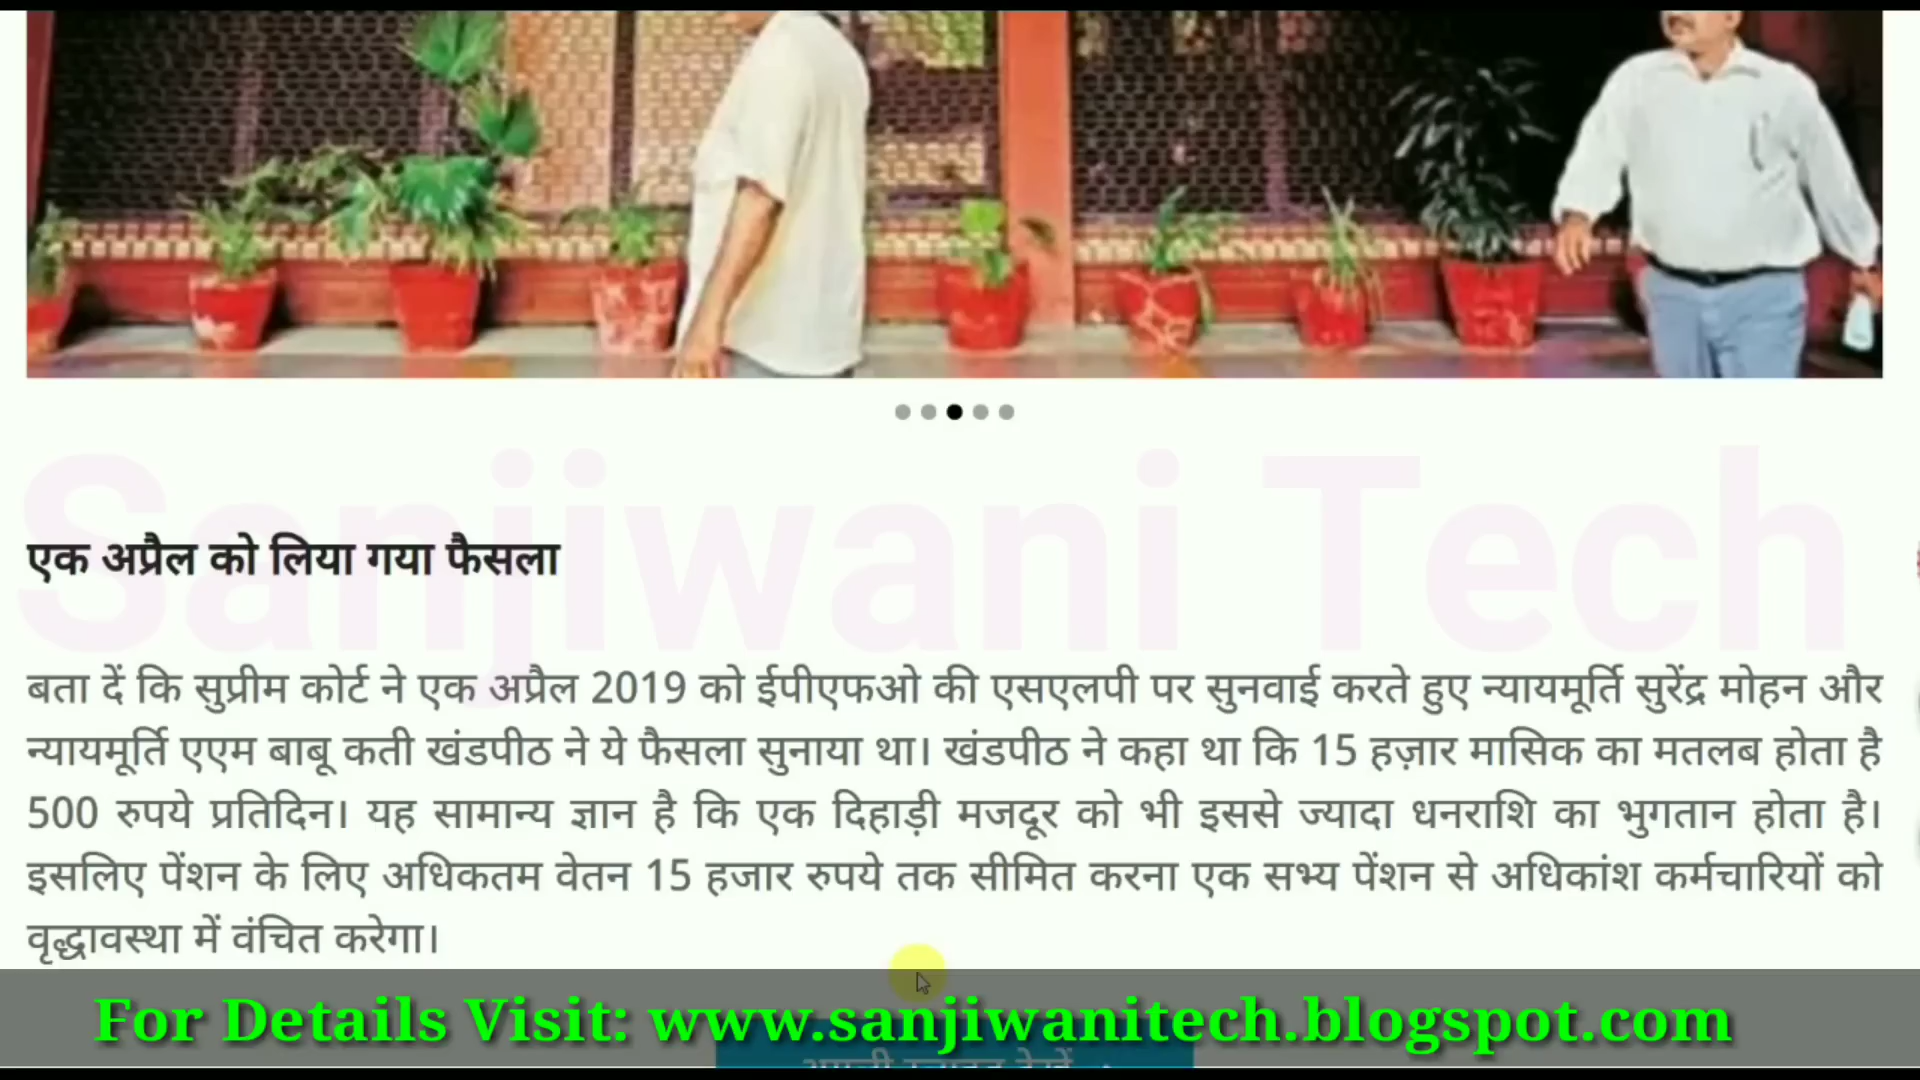 Sanjiwani Tech
एक अप्रैल को लिया गया फैसला
बता दें कि सुप्रीम कोर्ट ने एक अप्रैल 2019 को ईपीएफओ की एसएलपी पर सुनवाई करते हुए न्यायमूर्ति सुरेंद्र मोहन और
न्यायमूर्ति एएम बाबू कती खंडपीठ ने ये फैसला सुनाया था। खंडपीठ ने कहा था कि 15 हज़ार मासिक का मतलब होता है
500 रुपये प्रतिदिन। यह सामान्य ज्ञान है कि एक दिहाड़ी मजदूर को भी इससे ज्यादा धनराशि का भुगतान होता है।
इसलिए पेंशन के लिए अधिकतम वेतन 15 हजार रुपये तक सीमित करना एक सभ्य पेंशन से अधिकांश कर्मचारियों को
वृद्धावस्था में वंचित करेगा।
For Details Visit: www.sanjiwanitech.blogspot.com